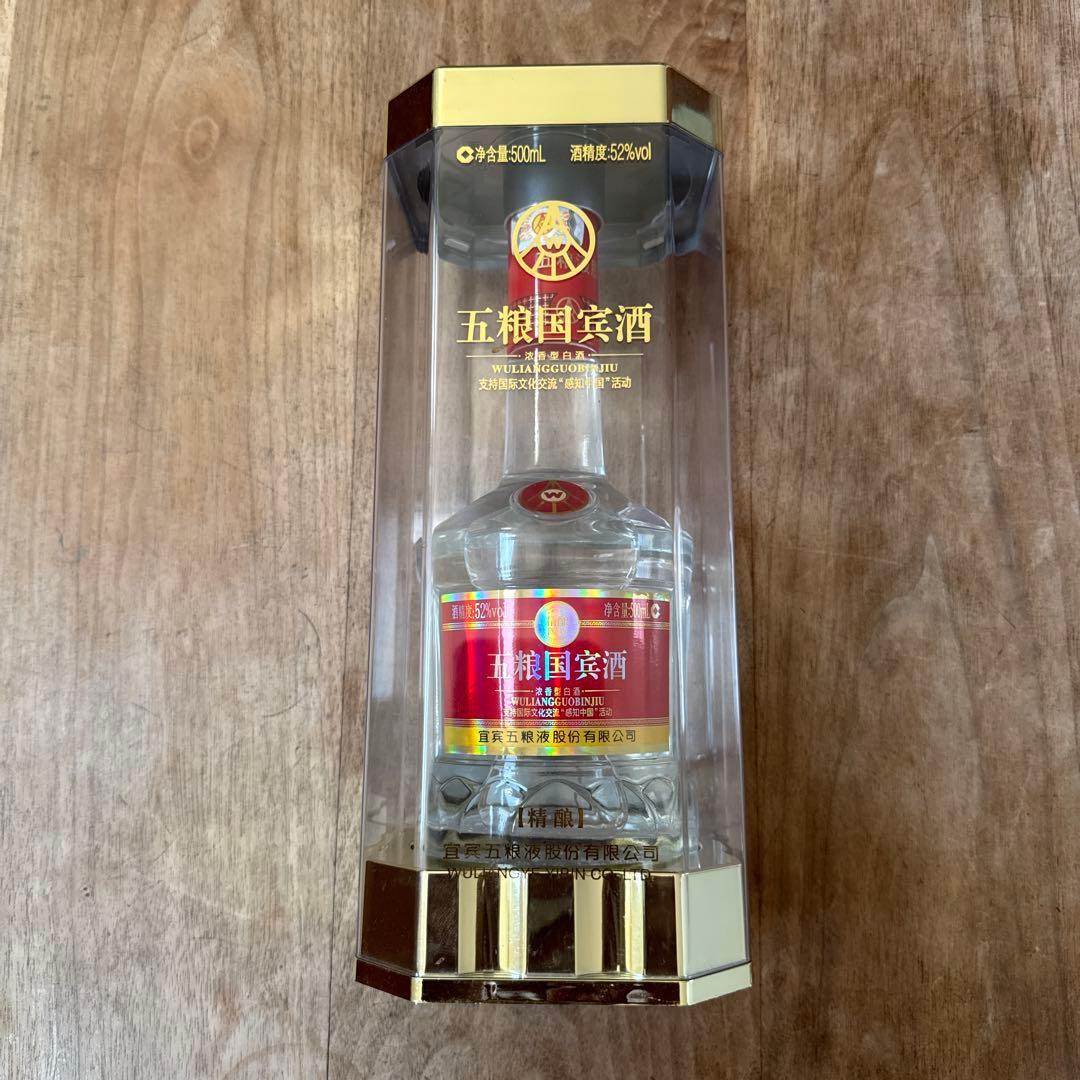 净含量:500mL 酒精度:52%vol
W
五粮国宾酒
浓香型白酒
WULIANGGUOBINJIU
支持国际文化交流“感知中国”活动
W
酒精度:52%vol 净含量:500mL
五粮国宾酒
浓香型白酒
WULIANGGUOBINJIU
支持国际文化交流“感知中国”活动
宜宾五粮液股份有限公司
【精酿】
宜宾五粮液股份有限公司
WULIANGYE YIBIN CO.,LTD.